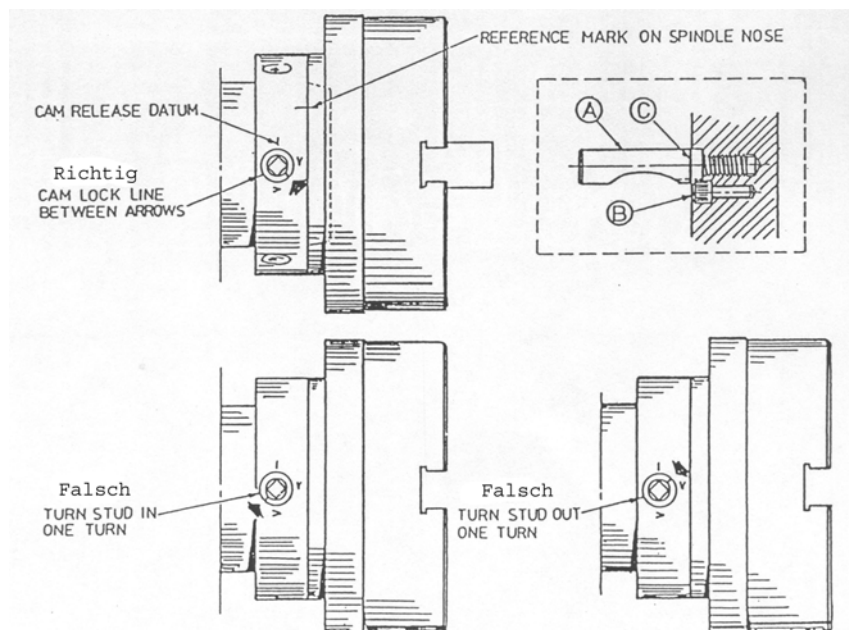 REFERENCE MARK ON SPINDLE NOSE
CAM RELEASE DATUM
Richtig
CAM LOCK LINE
BETWEEN ARROWS
A
C
B
Falsch
TURN STUD IN
ONE TURN
Falsch
TURN STUD OUT
ONE TURN